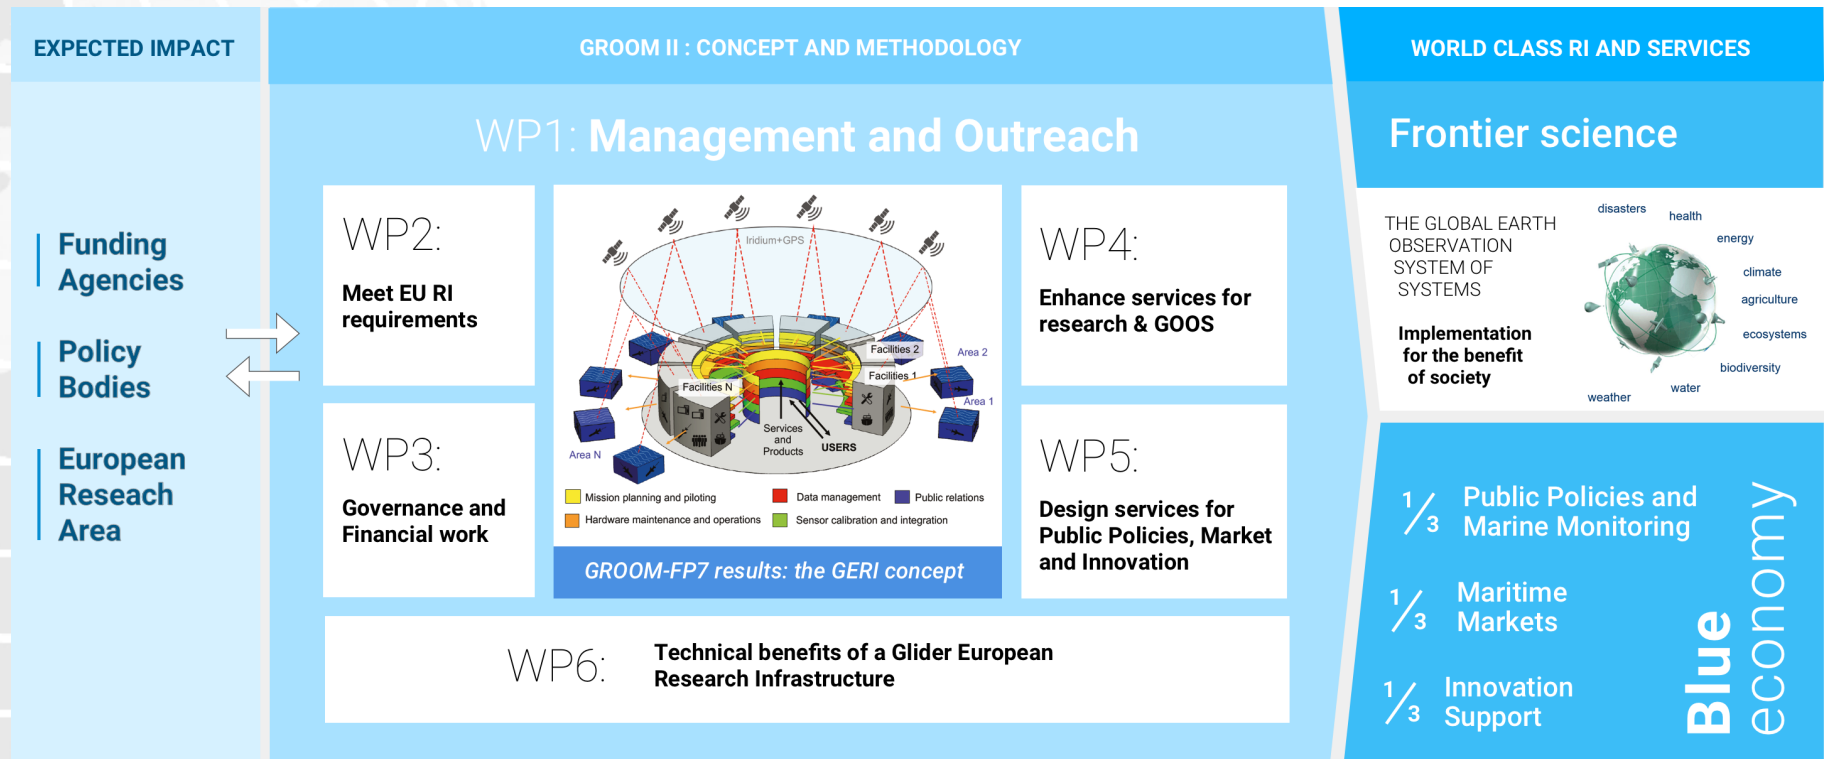 EXPECTED IMPACT
Funding
Agencies
Policy
Bodies
European
Reseach
Area
GROOM II : CONCEPT AND METHODOLOGY
WP1: Management and Outreach
WP2:
Meet EU RI
requirements
WP3:
Governance and
Financial work
Iridium+GPS
Facilities 2
Area 2
Facilities 1
Facilities N
Area 1
Services
and
Products
USERS
Area N
Mission planning and piloting
Data management
Public relations
Hardware maintenance and operations
Sensor calibration and integration
GROOM-FP7 results: the GERI concept
WP4:
Enhance services for
research & GOOS
WP5:
Design services for
Public Policies, Market
and Innovation
WP6:
Technical benefits of a Glider European
Research Infrastructure
WORLD CLASS RI AND SERVICES
Frontier science
THE GLOBAL EARTH
OBSERVATION
SYSTEM OF
SYSTEMS
Implementation
for the benefit
of society
disasters
health
energy
climate
agriculture
ecosystems
biodiversity
water
weather
1/3 Public Policies and
Marine Monitoring
1/3 Maritime
Markets
1/3 Innovation
Support
Blue
economy